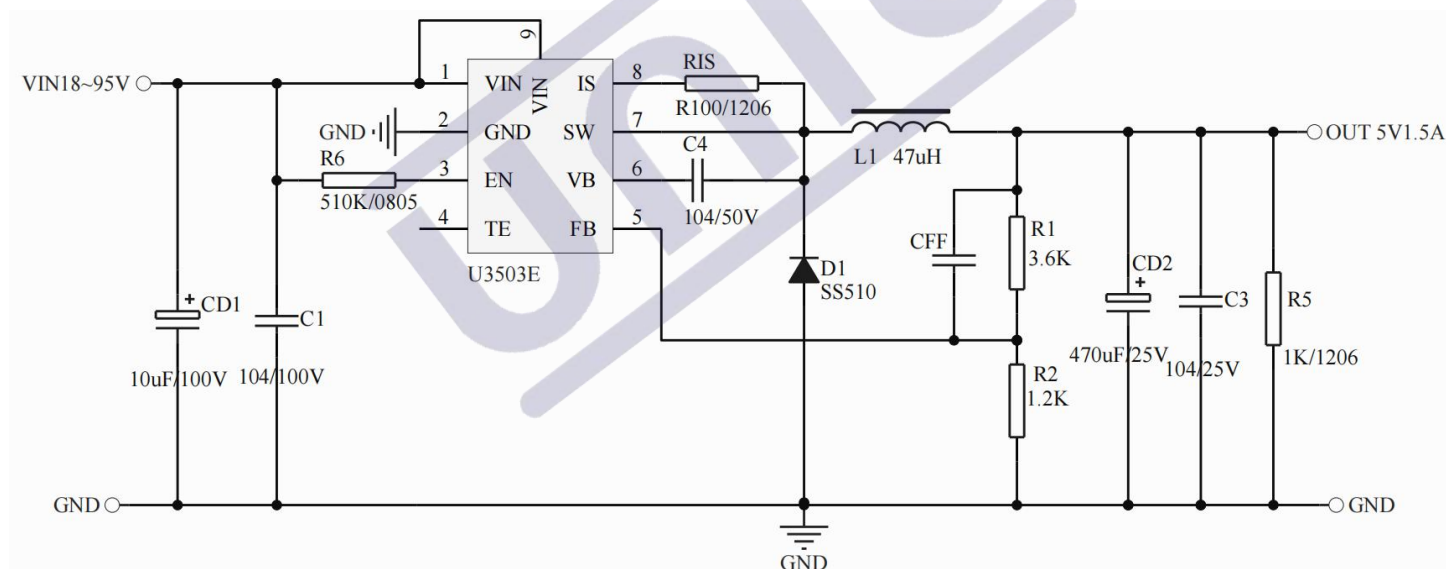 VIN18~95V
1
VIN
9
VIN
IS
8
RIS
R100/1206
GND
2
GND
SW
7
L1 47uH
OUT 5V1.5A
R6
510K/0805
3
EN
VB
6
C4
104/50V
4
TE
FB
5
U3503E
D1
SS510
CFF
R1
3.6K
+
CD1
10uF/100V
C1
104/100V
R2
1.2K
CD2
+
470uF/25V
C3
104/25V
R5
1K/1206
GND
GND
GND
uni